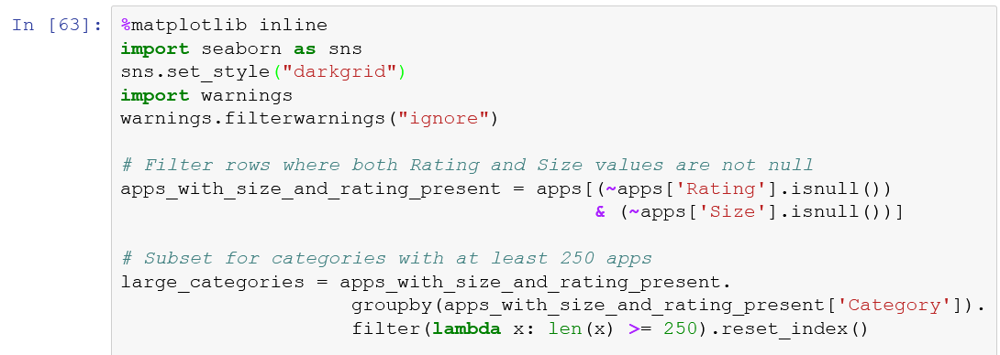 In [63]: %matplotlib inline
import seaborn as sns
sns.set_style("darkgrid")
import warnings
warnings.filterwarnings("ignore")
# Filter rows where both Rating and Size values are not null
apps_with_size_and_rating_present = apps[(~apps['Rating'].isnull())
& (~apps['Size'].isnull())]
# Subset for categories with at least 250 apps
large_categories = apps_with_size_and_rating_present.
groupby(apps_with_size_and_rating_present['Category']).
filter(lambda x: len(x) >= 250).reset_index()